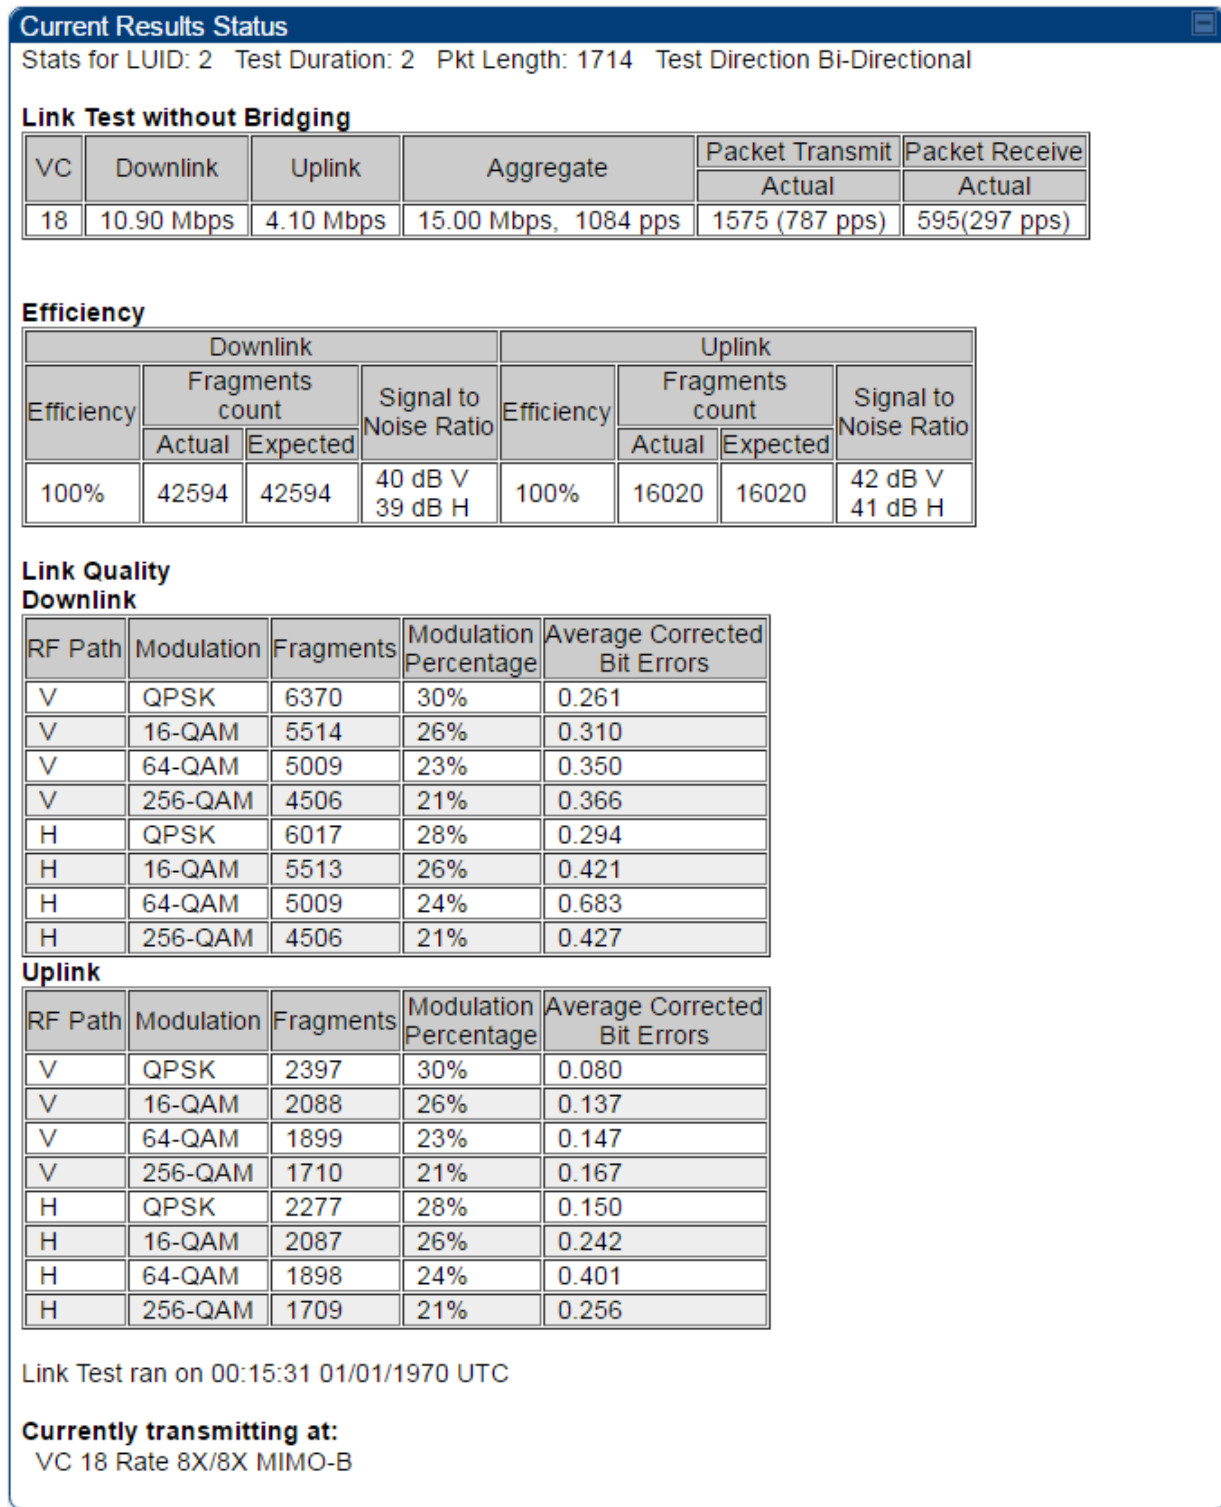 Current Results Status
Stats for LUID: 2 Test Duration: 2 Pkt Length: 1714 Test Direction Bi-Directional
Link Test without Bridging
VC Downlink Uplink Aggregate Packet Transmit Packet Receive
Actual Actual
18 10.90 Mbps 4.10 Mbps 15.00 Mbps, 1084 pps 1575 (787 pps) 595(297 pps)
Efficiency
Downlink Uplink
Efficiency Fragments count Signal to Noise Ratio Efficiency Fragments count Signal to Noise Ratio
Actual Expected Actual Expected
100% 42594 42594 40 dB V 39 dB H 100% 16020 16020 42 dB V 41 dB H
Link Quality
Downlink
RF Path Modulation Fragments Modulation Percentage Average Corrected Bit Errors
V QPSK 6370 30% 0.261
V 16-QAM 5514 26% 0.310
V 64-QAM 5009 23% 0.350
V 256-QAM 4506 21% 0.366
H QPSK 6017 28% 0.294
H 16-QAM 5513 26% 0.421
H 64-QAM 5009 24% 0.683
H 256-QAM 4506 21% 0.427
Uplink
RF Path Modulation Fragments Modulation Percentage Average Corrected Bit Errors
V QPSK 2397 30% 0.080
V 16-QAM 2088 26% 0.137
V 64-QAM 1899 23% 0.147
V 256-QAM 1710 21% 0.167
H QPSK 2277 28% 0.150
H 16-QAM 2087 26% 0.242
H 64-QAM 1898 24% 0.401
H 256-QAM 1709 21% 0.256
Link Test ran on 00:15:31 01/01/1970 UTC
Currently transmitting at:
VC 18 Rate 8X/8X MIMO-B